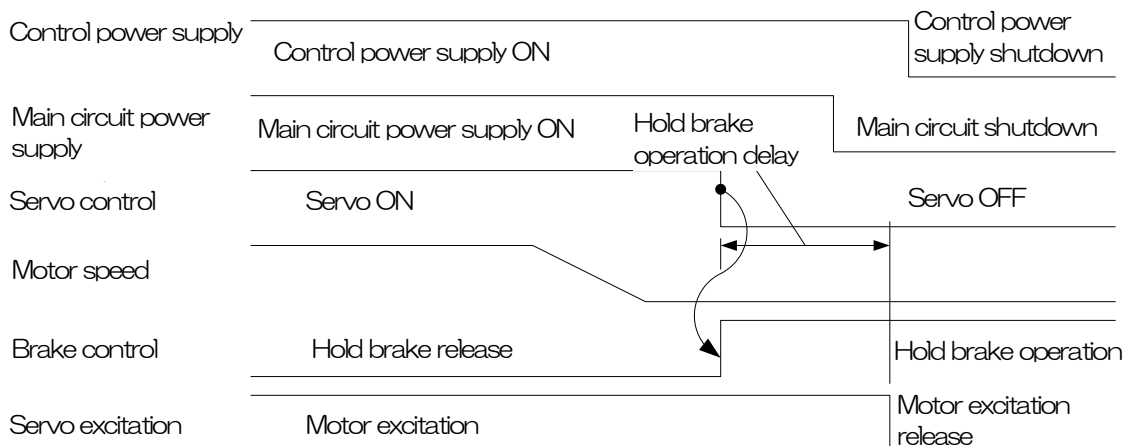 Control power supply
Control power supply ON
Control power
supply shutdown
Main circuit power
supply
Main circuit power supply ON
Hold brake
operation delay
Main circuit shutdown
Servo control
Servo ON
Servo OFF
Motor speed
Brake control
Hold brake release
Hold brake operation
Servo excitation
Motor excitation
Motor excitation
release